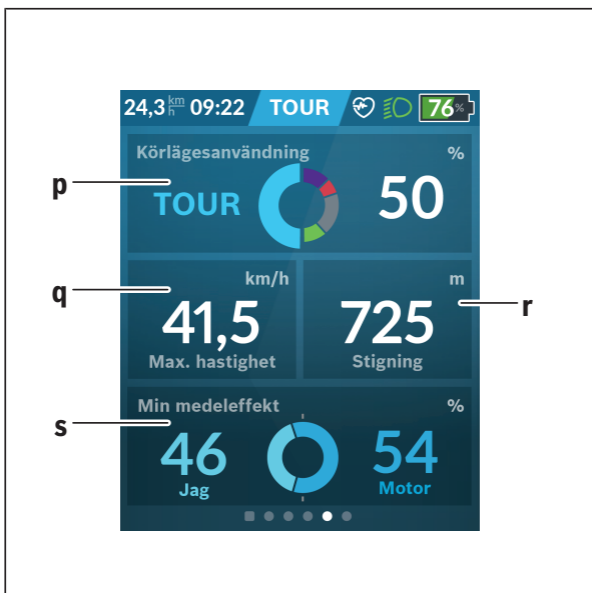 24,3 km/h 09:22 TOUR 76%
Körlägesanvändning %
p
TOUR 50
q
km/h m
r
41,5 725
Max. hastighet Stigning
Min medeleffekt %
s
46 54
Jag Motor